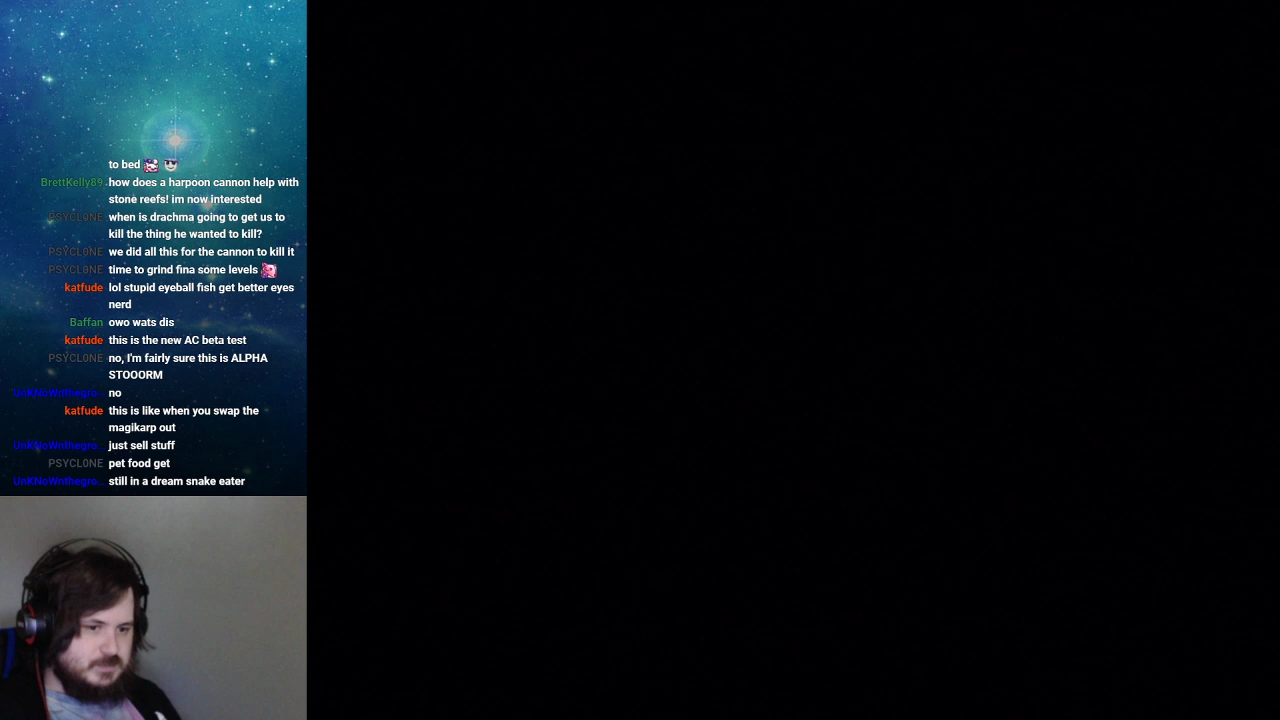 to bed
BrettKelly89 how does a harpoon cannon help with
stone reefs! im now interested
PSYCL0NE when is drachma going to get us to
kill the thing he wanted to kill?
PSYCL0NE we did all this for the cannon to kill it
PSYCL0NE time to grind fina some levels
katfude lol stupid eyeball fish get better eyes
nerd
Baffan owo wats dis
katfude this is the new AC beta test
PSYCL0NE no, I'm fairly sure this is ALPHA
STOOORM
UnKNoWnthegro... no
katfude this is like when you swap the
magikarp out
UnKNoWnthegro... just sell stuff
PSYCL0NE pet food get
UnKNoWnthegro... still in a dream snake eater